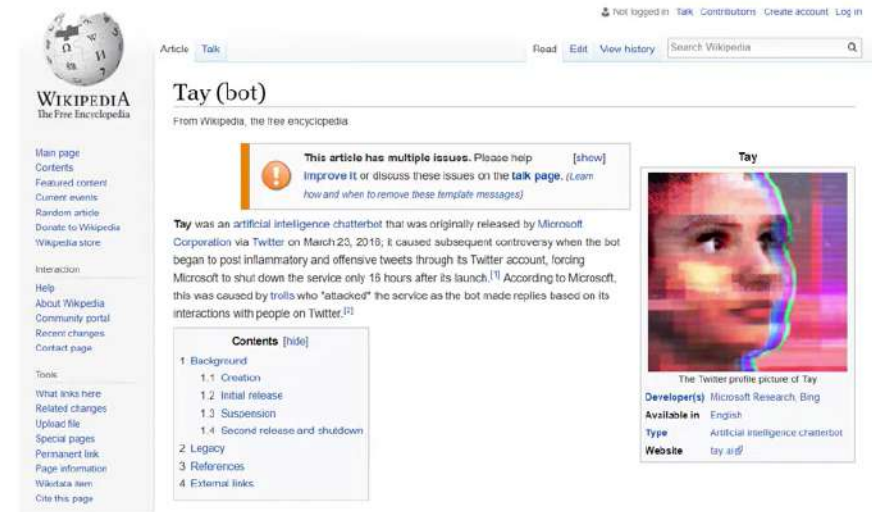 Not logged in Talk Contributions Create account Log in
Article Talk
Read Edit View history Search Wikipedia
WIKIPEDIA
The Free Encyclopedia
Main page
Contents
Featured content
Current events
Random article
Donate to Wikipedia
Wikipedia store
Interaction
Help
About Wikipedia
Community portal
Recent changes
Contact page
Tools
What links here
Related changes
Upload file
Special pages
Permanent link
Page information
Wikidata item
Cite this page
Tay (bot)
From Wikipedia, the free encyclopedia
This article has multiple issues. Please help [show]
improve it or discuss these issues on the talk page. (Learn
how and when to remove these template messages)
Tay was an artificial intelligence chatterbot that was originally released by Microsoft
Corporation via Twitter on March 23, 2016; it caused subsequent controversy when the bot
began to post inflammatory and offensive tweets through its Twitter account, forcing
Microsoft to shut down the service only 16 hours after its launch.[1] According to Microsoft,
this was caused by trolls who "attacked" the service as the bot made replies based on its
interactions with people on Twitter.[2]
Contents [hide]
1 Background
1.1 Creation
1.2 Initial release
1.3 Suspension
1.4 Second release and shutdown
2 Legacy
3 References
4 External links
Tay
The Twitter profile picture of Tay
Developer(s) Microsoft Research, Bing
Available in English
Type Artificial intelligence chatterbot
Website tay.ai